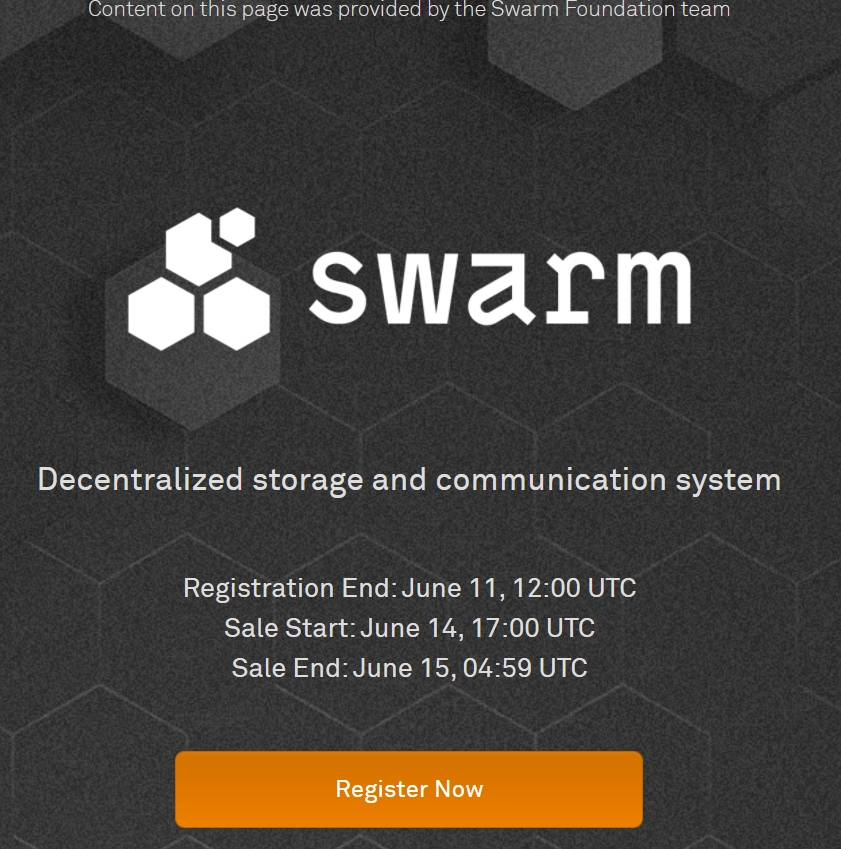 Content on this page was provided by the Swarm Foundation team
swarm
Decentralized storage and communication system
Registration End: June 11, 12:00 UTC
Sale Start: June 14, 17:00 UTC
Sale End: June 15, 04:59 UTC
Register Now